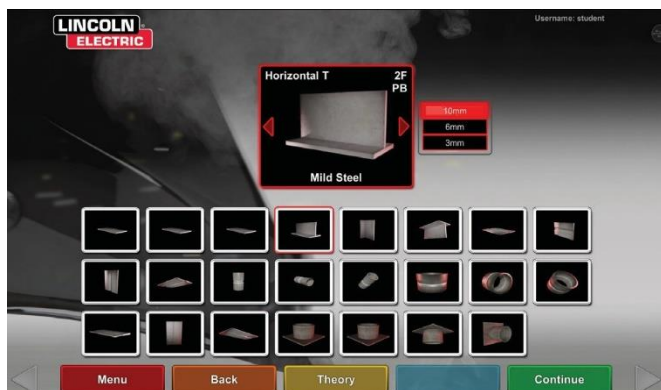 LINCOLN
ELECTRIC
Username: student
Horizontal T 2F
PB
Mild Steel
10mm
6mm
3mm
Menu
Back
Theory
Continue